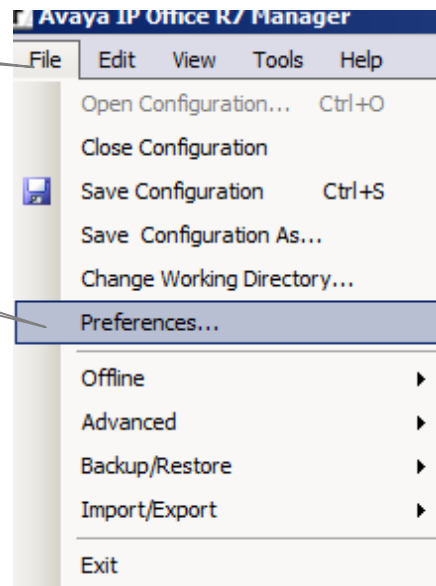 Avaya IP Office R7 Manager
File Edit View Tools Help
Open Configuration... Ctrl+O
Close Configuration
Save Configuration Ctrl+S
Save Configuration As...
Change Working Directory...
Preferences...
Offline
Advanced
Backup/Restore
Import/Export
Exit